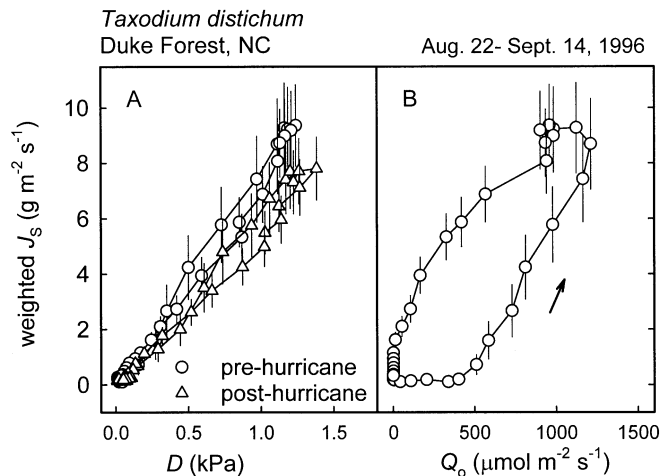 Taxodium distichum
Duke Forest, NC
Aug. 22- Sept. 14, 1996
A
B
weighted J_S (g m⁻² s⁻¹)
10
8
6
4
2
0
pre-hurricane
post-hurricane
0.0 0.5 1.0 1.5
0 500 1000 1600
D (kPa)
Q_o (μmol m⁻² s⁻¹)